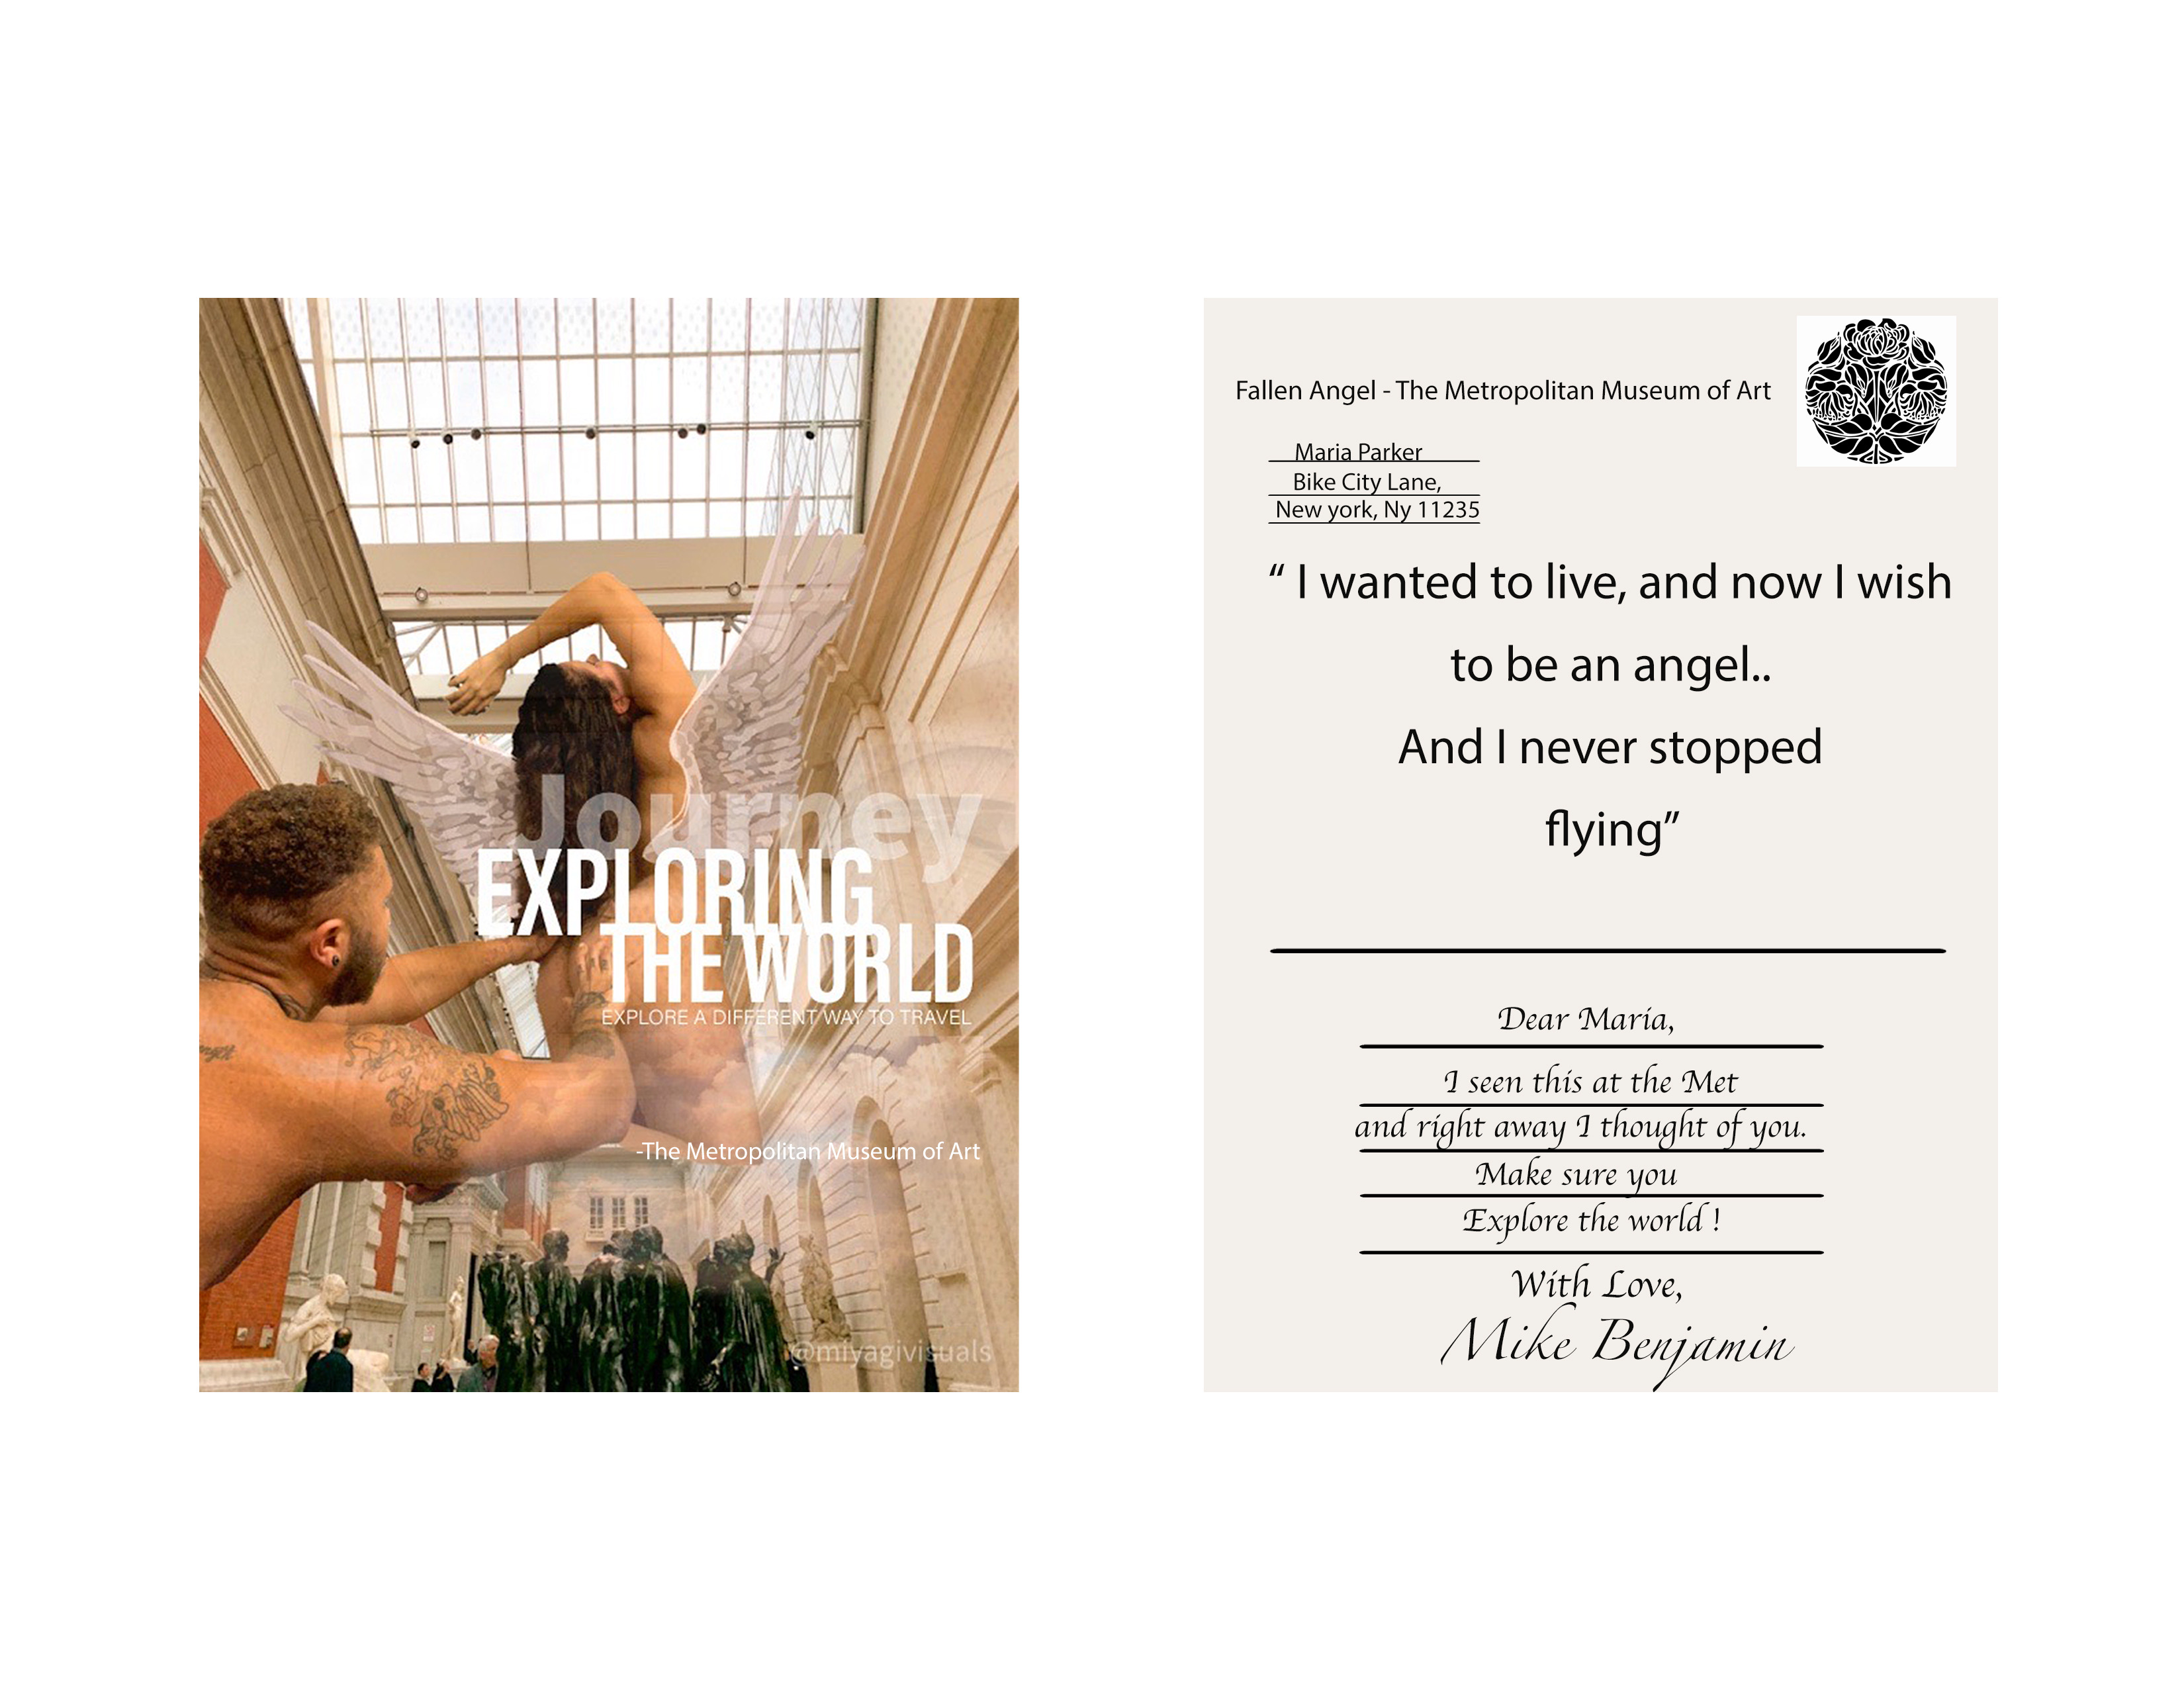 Journey
EXPLORING
THE WORLD
EXPLORE A DIFFERENT WAY TO TRAVEL
-The Metropolitan Museum of Art
@miyagivisuals
Fallen Angel - The Metropolitan Museum of Art
Maria Parker
Bike City Lane,
New york, Ny 11235
“ I wanted to live, and now I wish
to be an angel..
And I never stopped
flying”
Dear Maria,
I seen this at the Met
and right away I thought of you.
Make sure you
Explore the world !
With Love,
Mike Benjamin